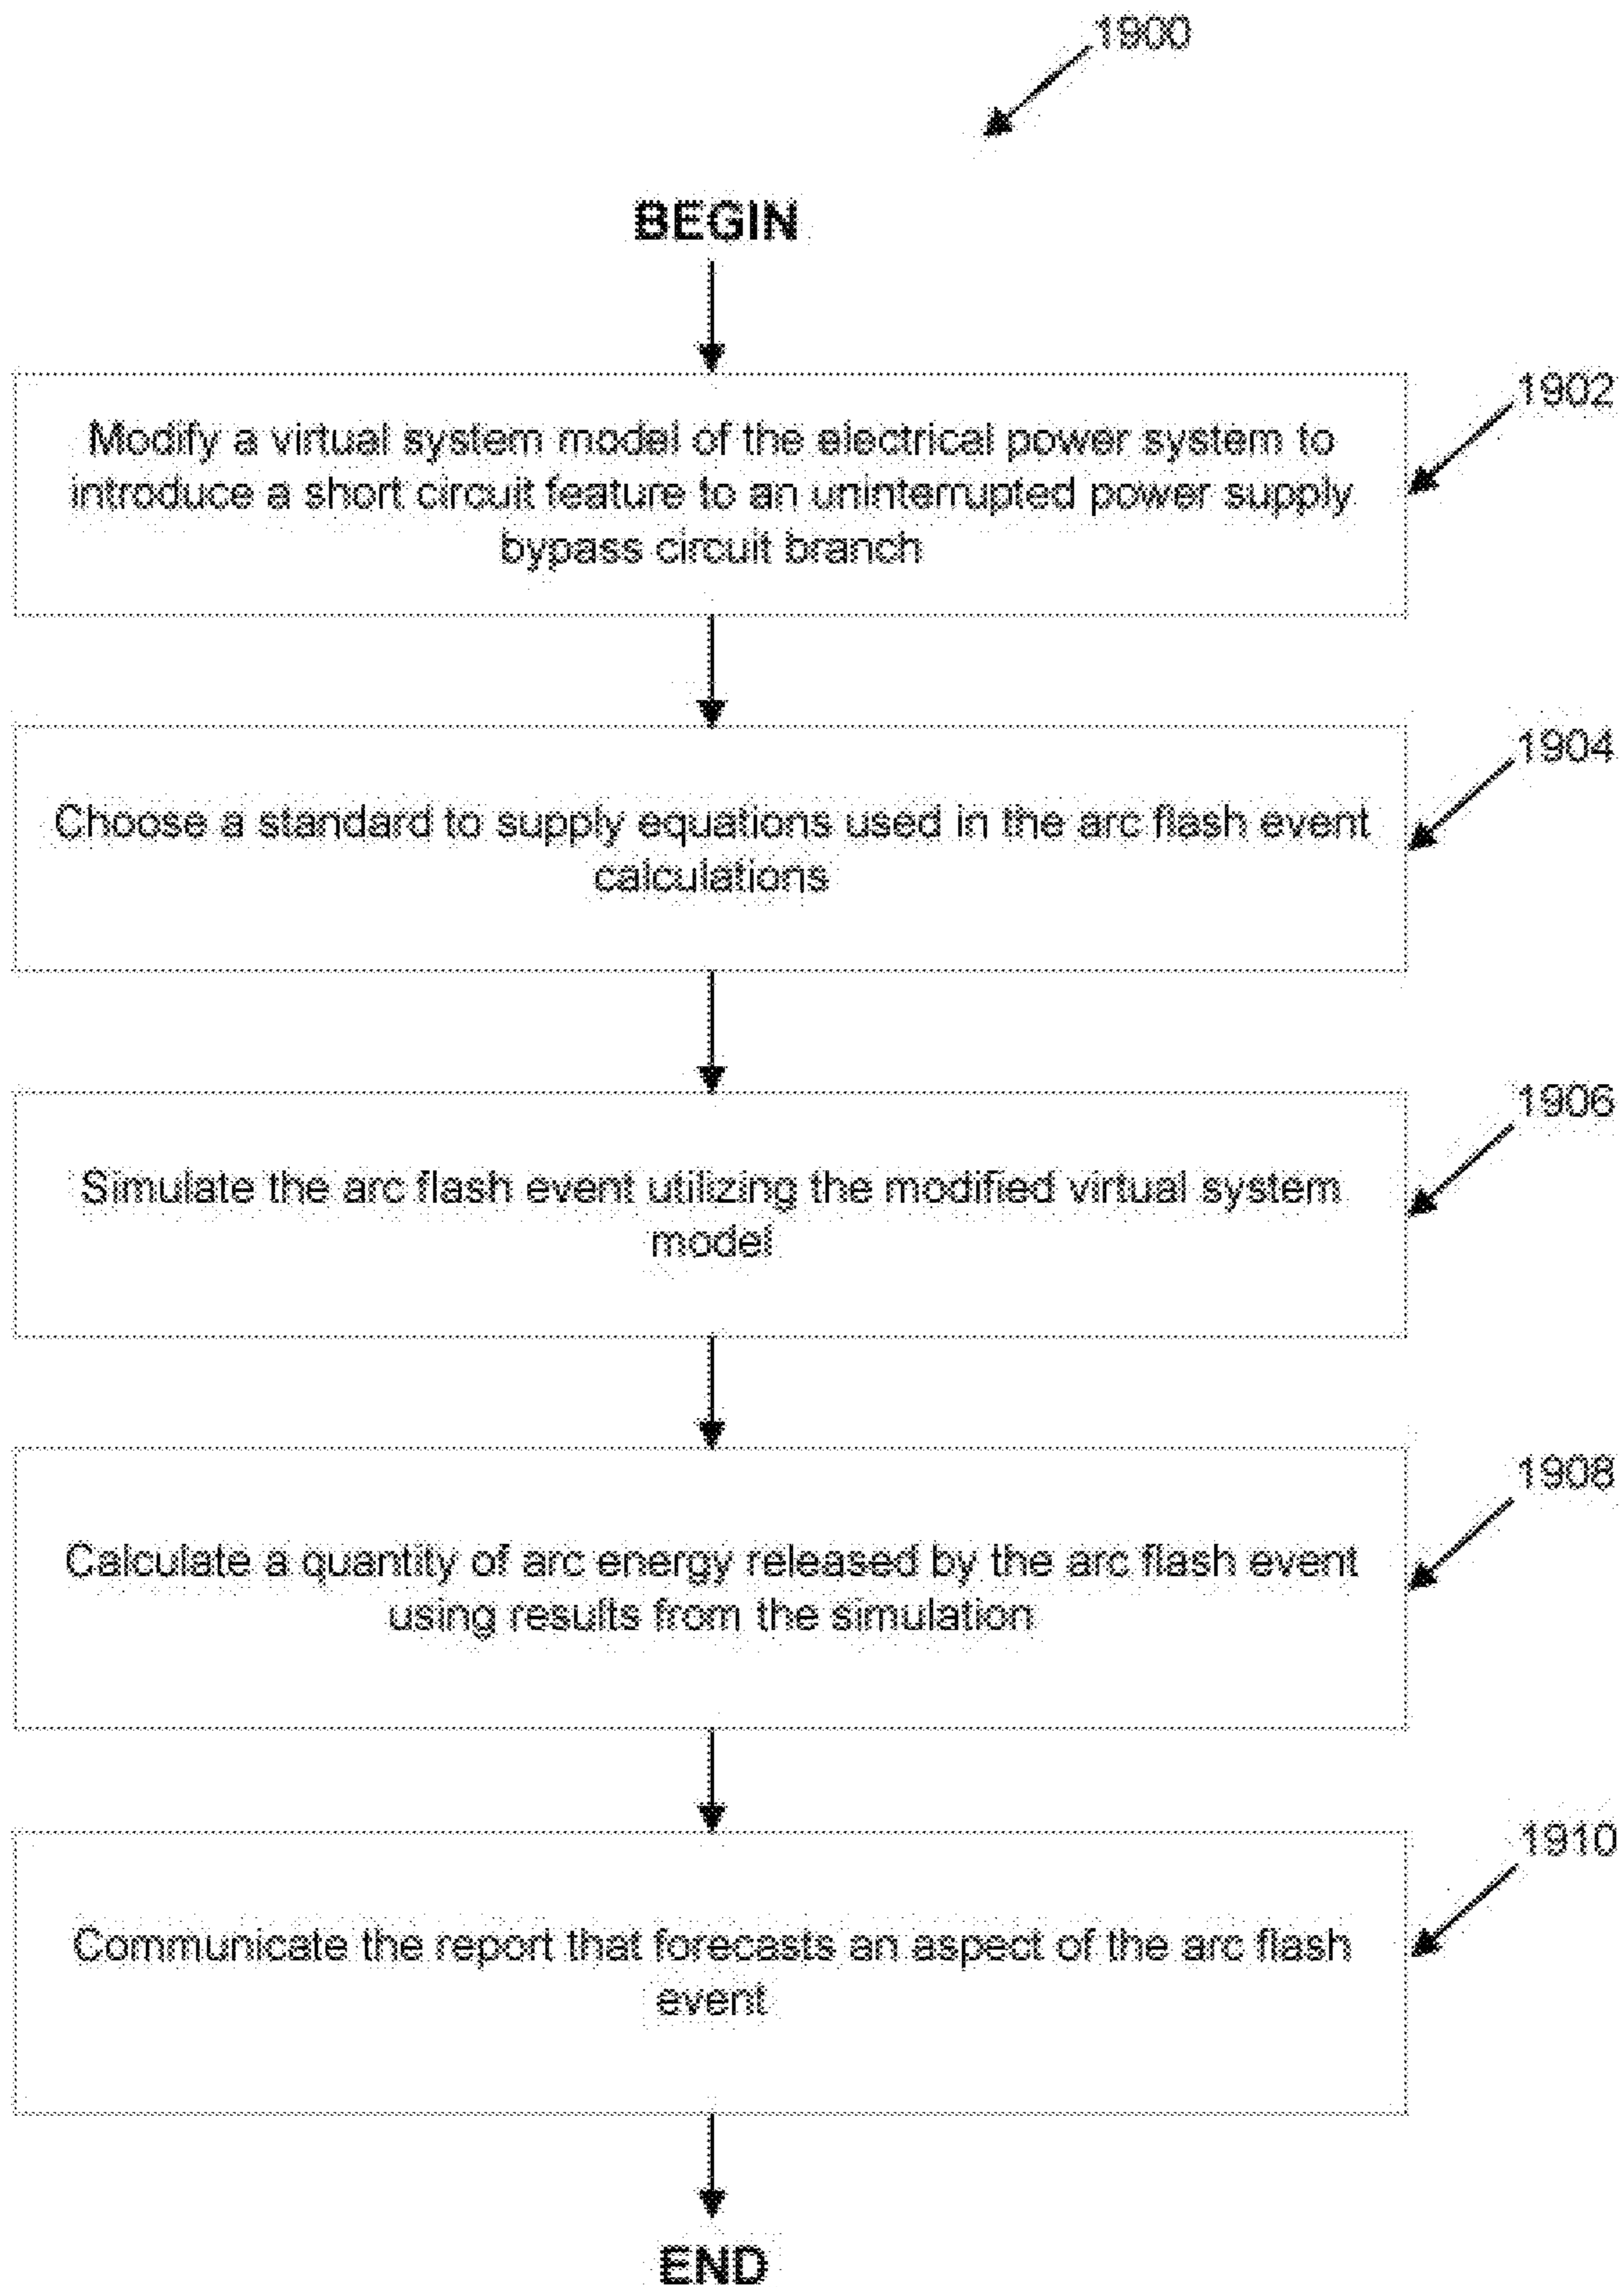 1900
BEGIN
1902
Modify a virtual system model of the electrical power system to
introduce a short circuit feature to an uninterrupted power supply
bypass circuit branch
1904
Choose a standard to supply equations used in the arc flash event
calculations
1906
Simulate the arc flash event utilizing the modified virtual system
model
1908
Calculate a quantity of arc energy released by the arc flash event
using results from the simulation
1910
Communicate the report that forecasts an aspect of the arc flash
event
END